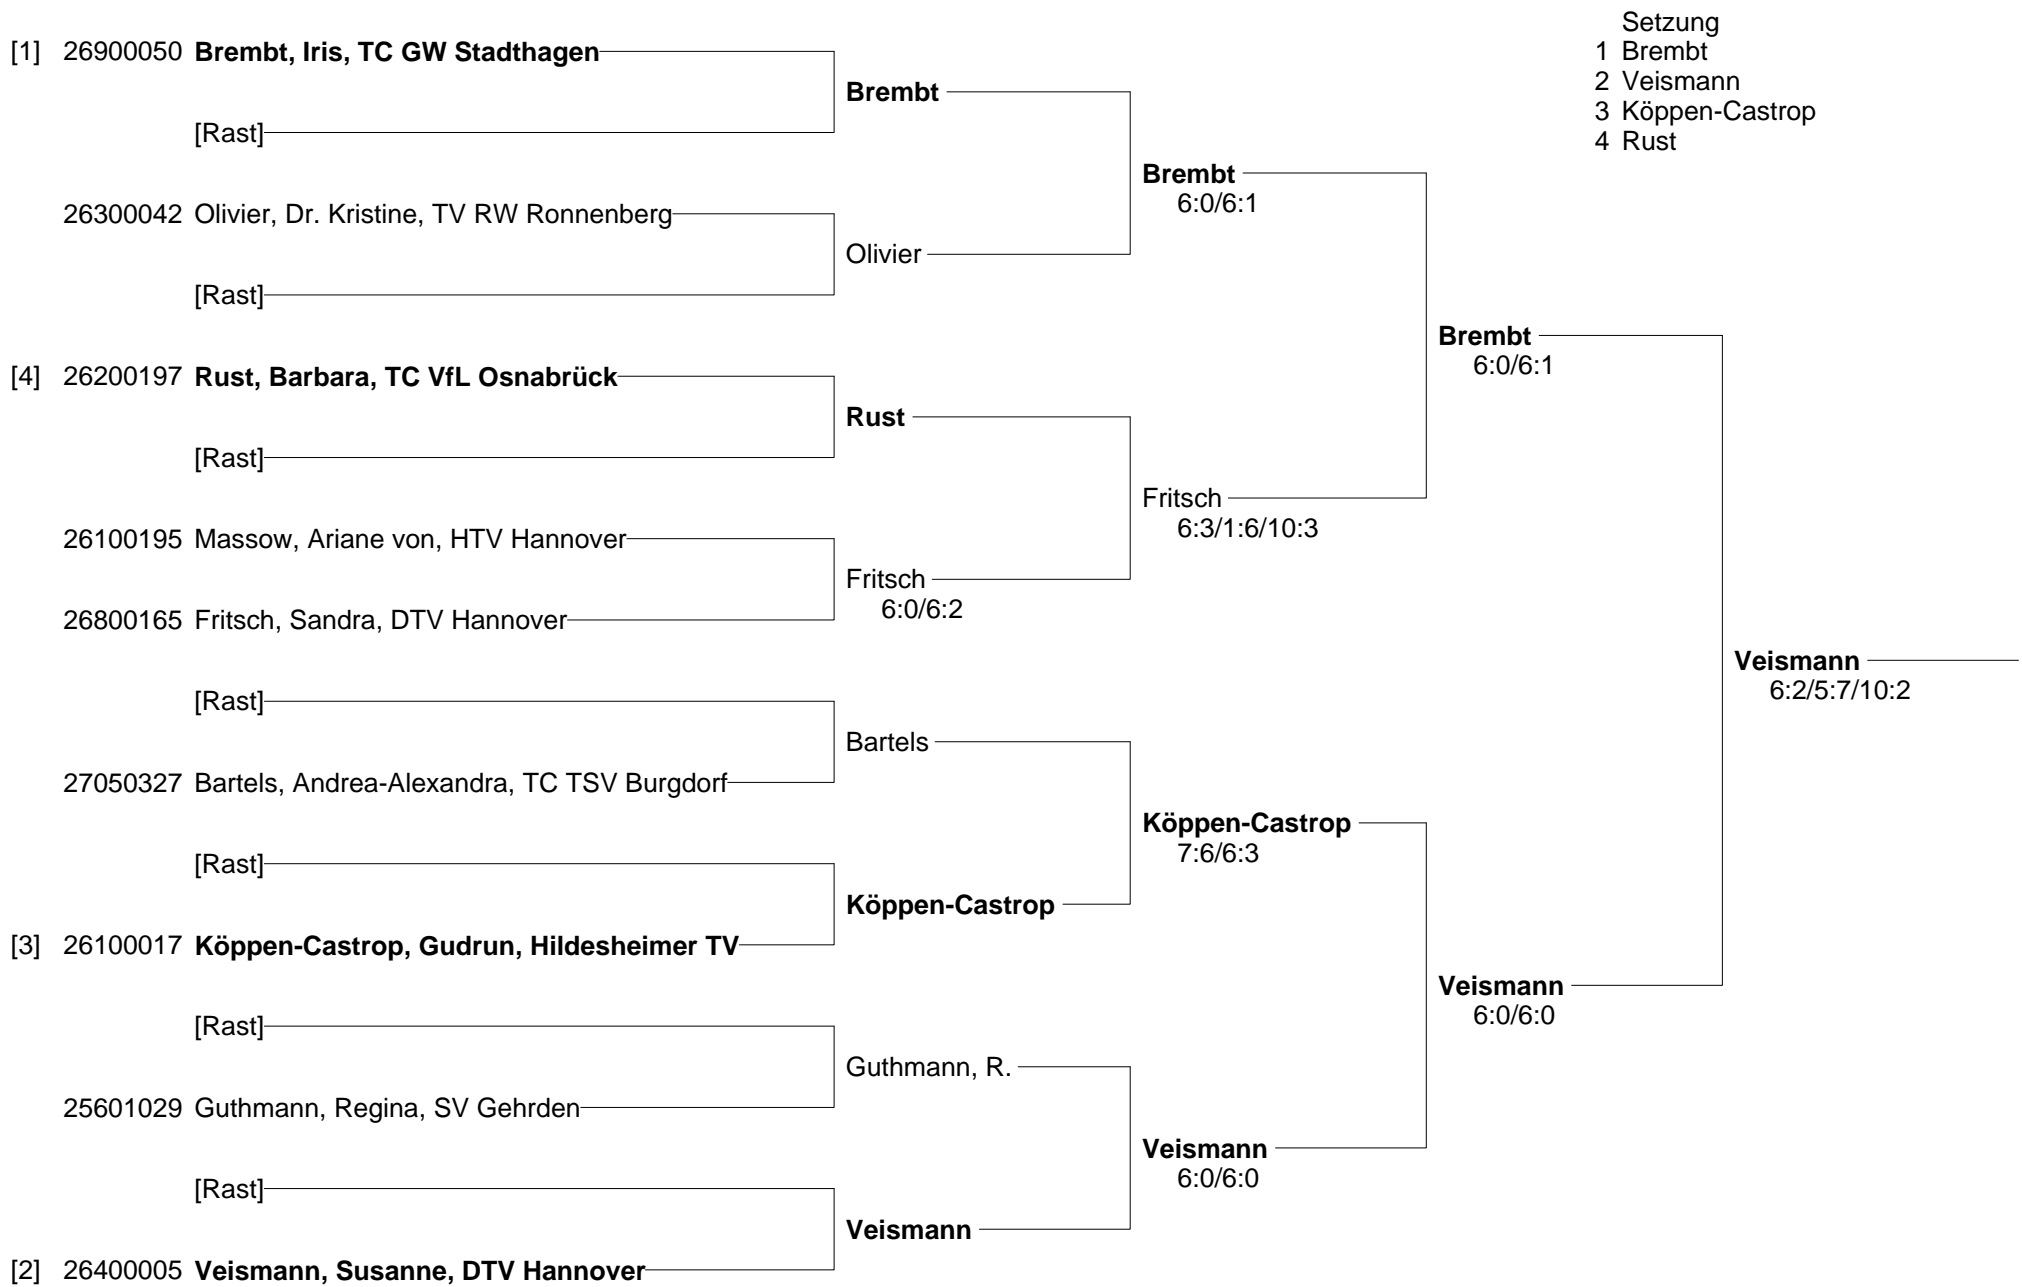 Setzung
1 Brembt
2 Veismann
3 Köppen-Castrop
4 Rust
[1] 26900050 Brembt, Iris, TC GW Stadthagen
Brembt
[Rast]
Brembt
6:0/6:1
26300042 Olivier, Dr. Kristine, TV RW Ronnenberg
Olivier
[Rast]
Brembt
6:0/6:1
[4] 26200197 Rust, Barbara, TC VfL Osnabrück
Rust
[Rast]
Fritsch
6:3/1:6/10:3
26100195 Massow, Ariane von, HTV Hannover
Fritsch
6:0/6:2
26800165 Fritsch, Sandra, DTV Hannover
Veismann
6:2/5:7/10:2
[Rast]
Bartels
27050327 Bartels, Andrea-Alexandra, TC TSV Burgdorf
Köppen-Castrop
7:6/6:3
[Rast]
Köppen-Castrop
[3] 26100017 Köppen-Castrop, Gudrun, Hildesheimer TV
Veismann
6:0/6:0
[Rast]
Guthmann, R.
25601029 Guthmann, Regina, SV Gehrden
Veismann
6:0/6:0
[Rast]
Veismann
[2] 26400005 Veismann, Susanne, DTV Hannover